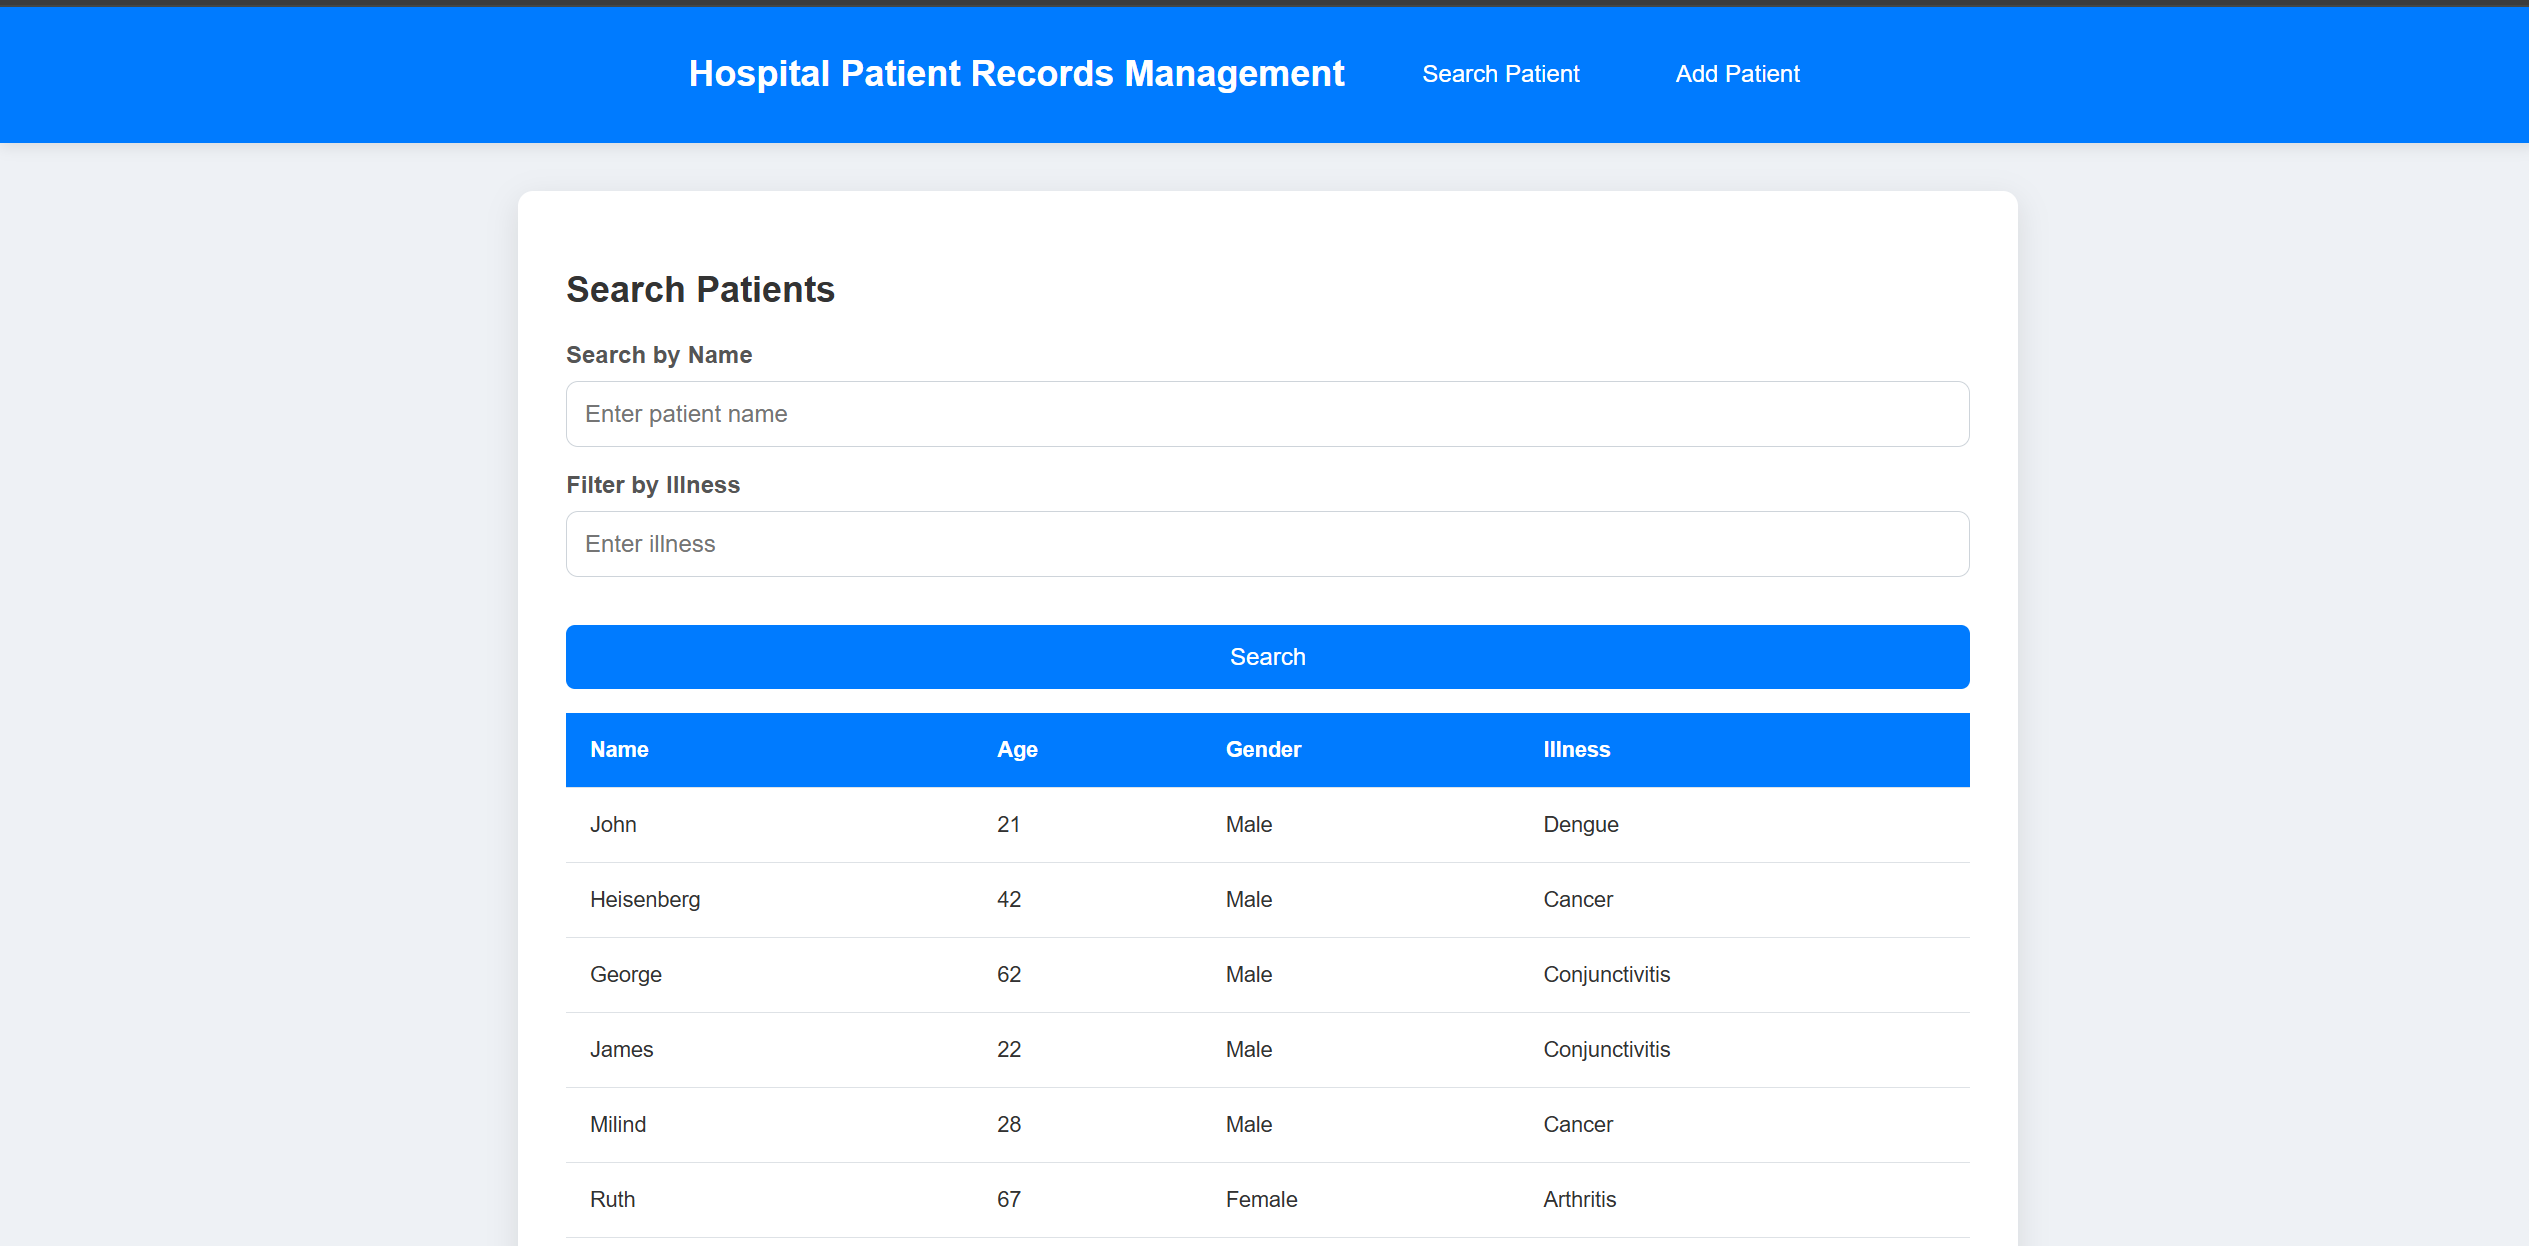 Hospital Patient Records Management Search Patient Add Patient
Search Patients
Search by Name
Enter patient name
Filter by Illness
Enter illness
Search
Name Age Gender Illness
John 21 Male Dengue
Heisenberg 42 Male Cancer
George 62 Male Conjunctivitis
James 22 Male Conjunctivitis
Milind 28 Male Cancer
Ruth 67 Female Arthritis